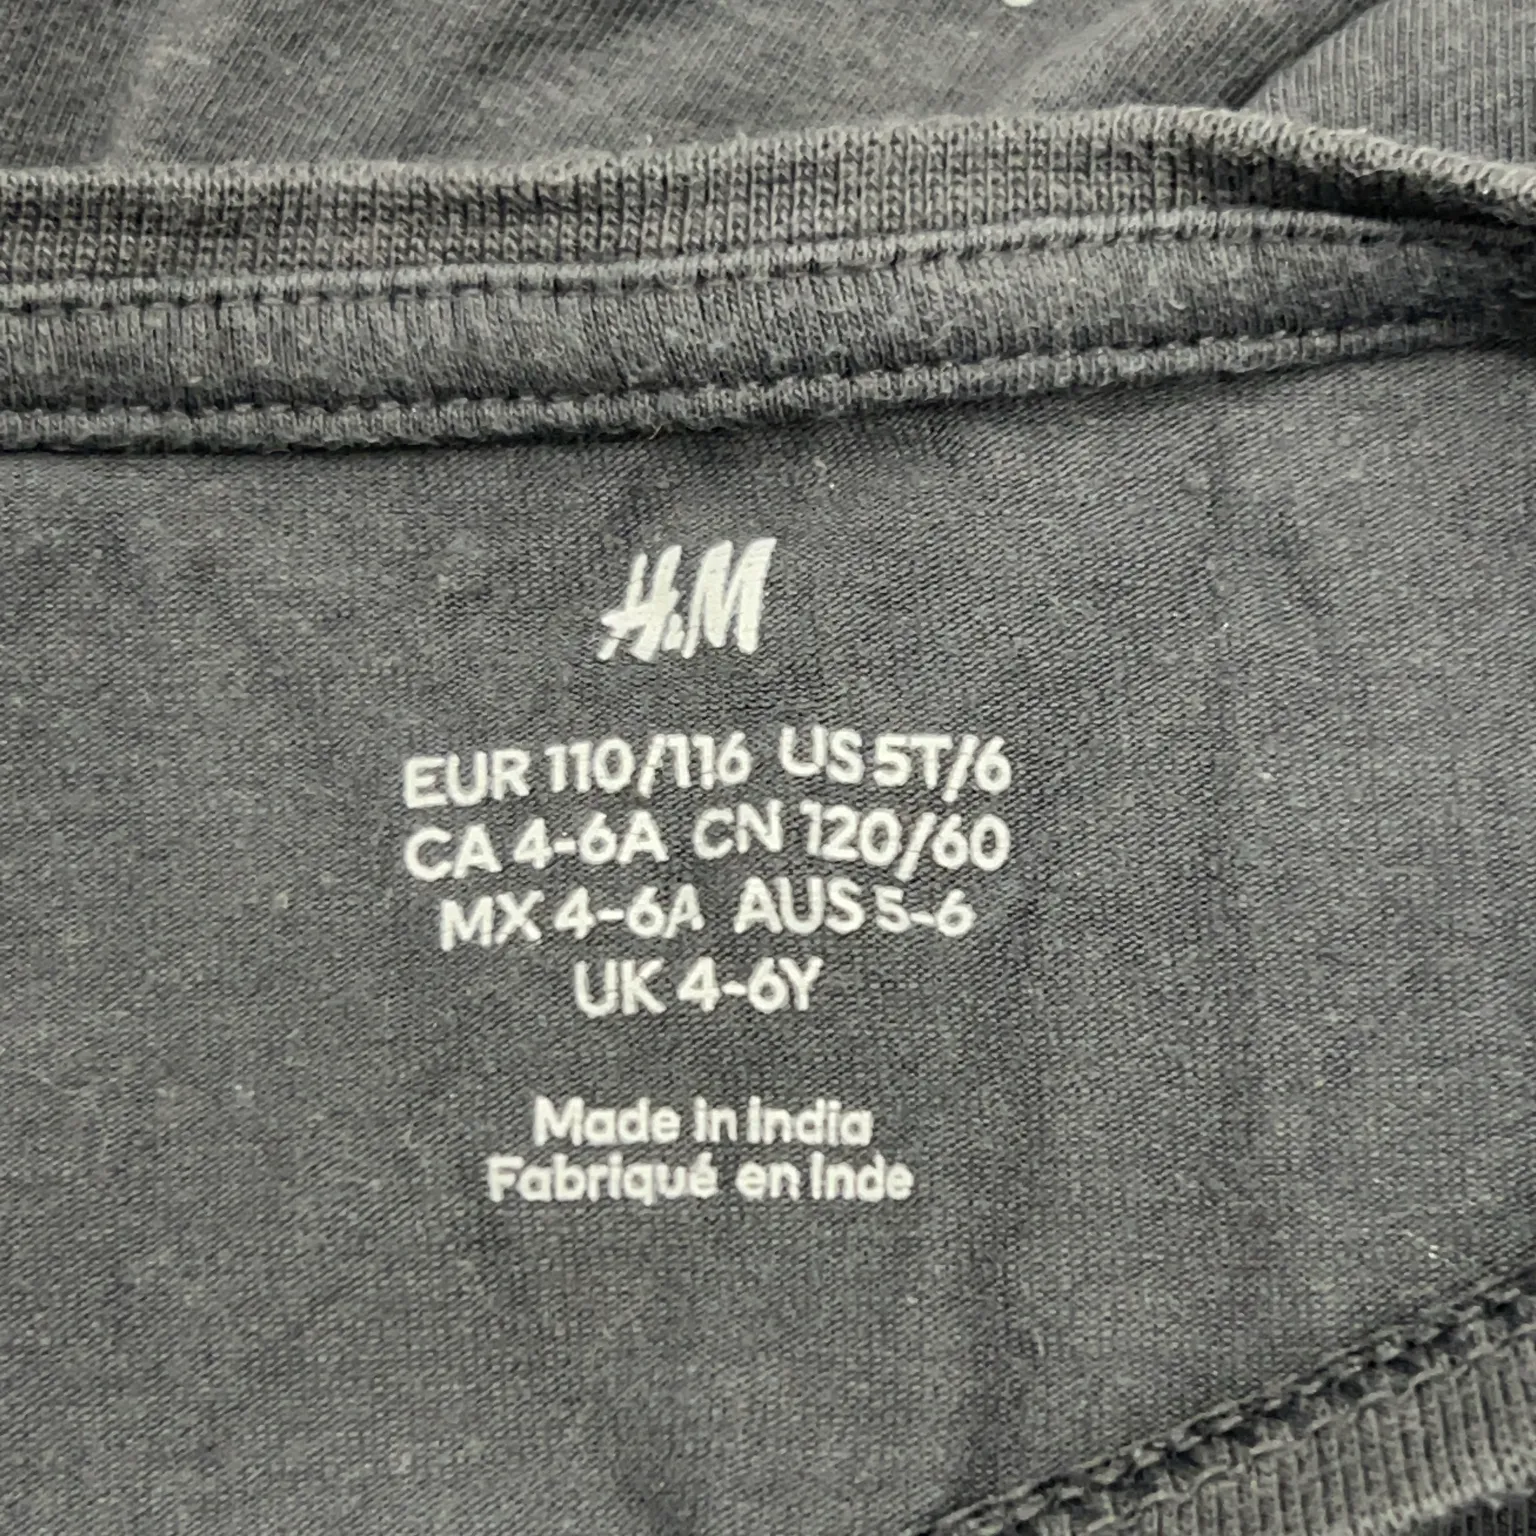 H&M
EUR 110/116 US 5T/6
CA 4-6A CN 120/60
MX 4-6A AUS 5-6
UK 4-6Y
Made in India
Fabriqué en Inde